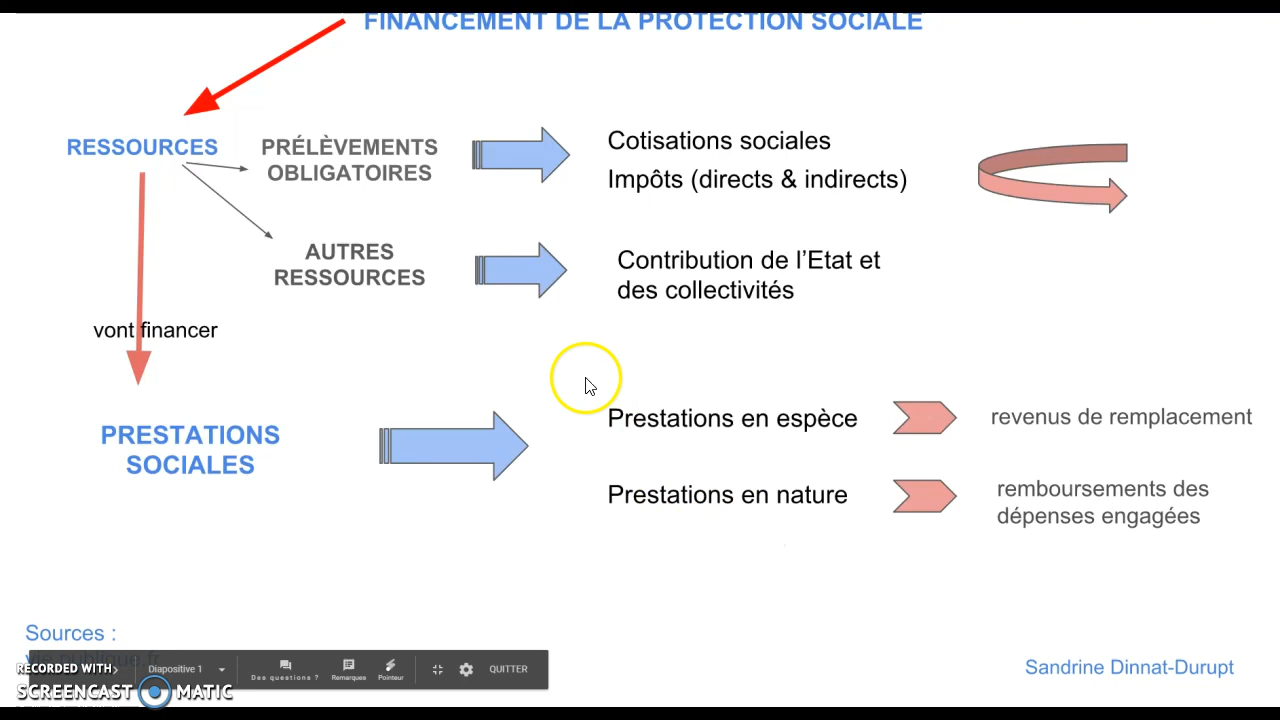 FINANCEMENT DE LA PROTECTION SOCIALE
RESSOURCES
PRÉLÈVEMENTS
OBLIGATOIRES
Cotisations sociales
Impôts (directs & indirects)
AUTRES
RESSOURCES
Contribution de l’Etat et
des collectivités
vont financer
PRESTATIONS
SOCIALES
Prestations en espèce
revenus de remplacement
Prestations en nature
remboursements des
dépenses engagées
Sources :
RECORDED WITH
SCREENCAST MATIC
Diapositive 1
Des questions ?
Remarques
Pointeur
QUITTER
Sandrine Dinnat-Durupt